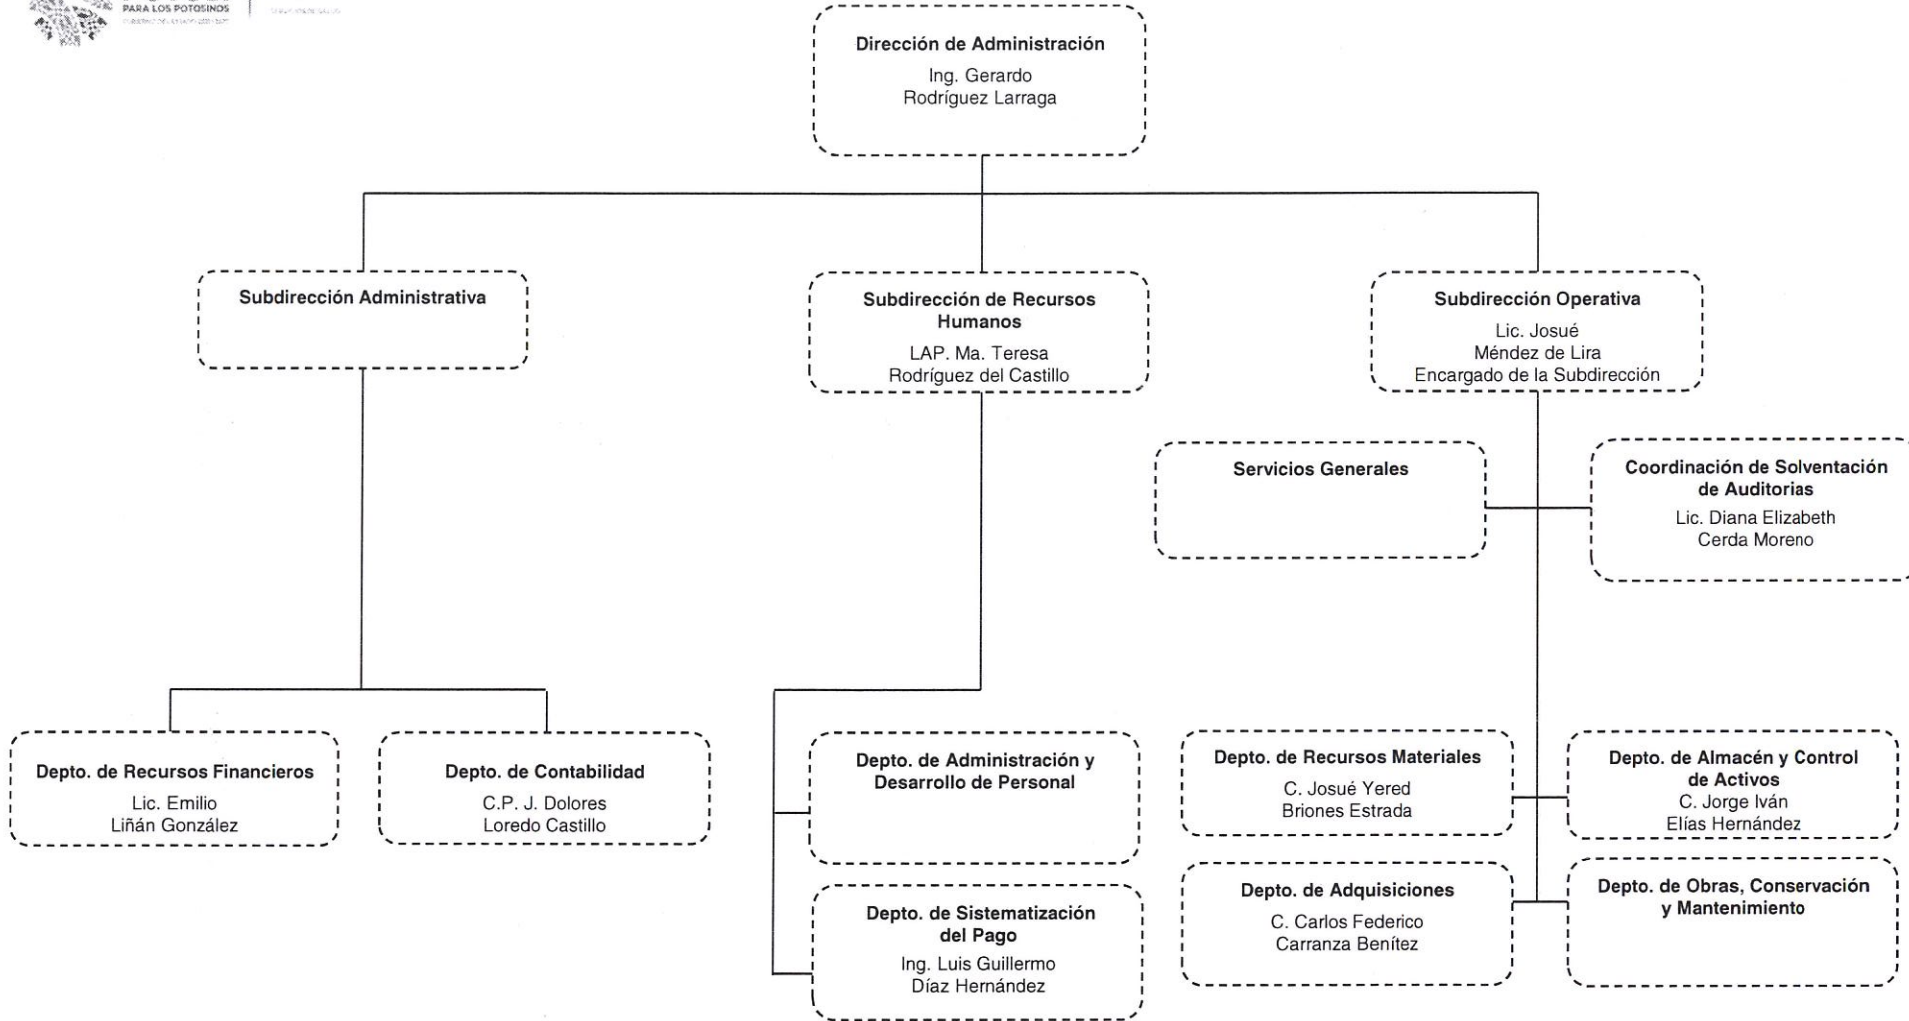 PARA LOS POTOSINOS
Dirección de Administración
Ing. Gerardo
Rodríguez Larraga
Subdirección Administrativa
Subdirección de Recursos
Humanos
LAP. Ma. Teresa
Rodríguez del Castillo
Subdirección Operativa
Lic. Josué
Méndez de Lira
Encargado de la Subdirección
Servicios Generales
Coordinación de Solventación
de Auditorias
Lic. Diana Elizabeth
Cerda Moreno
Depto. de Recursos Financieros
Lic. Emilio
Liñán González
Depto. de Contabilidad
C.P. J. Dolores
Loredo Castillo
Depto. de Administración y
Desarrollo de Personal
Depto. de Sistematización
del Pago
Ing. Luis Guillermo
Díaz Hernández
Depto. de Recursos Materiales
C. Josué Yered
Briones Estrada
Depto. de Almacén y Control
de Activos
C. Jorge Iván
Elías Hernández
Depto. de Adquisiciones
C. Carlos Federico
Carranza Benítez
Depto. de Obras, Conservación
y Mantenimiento